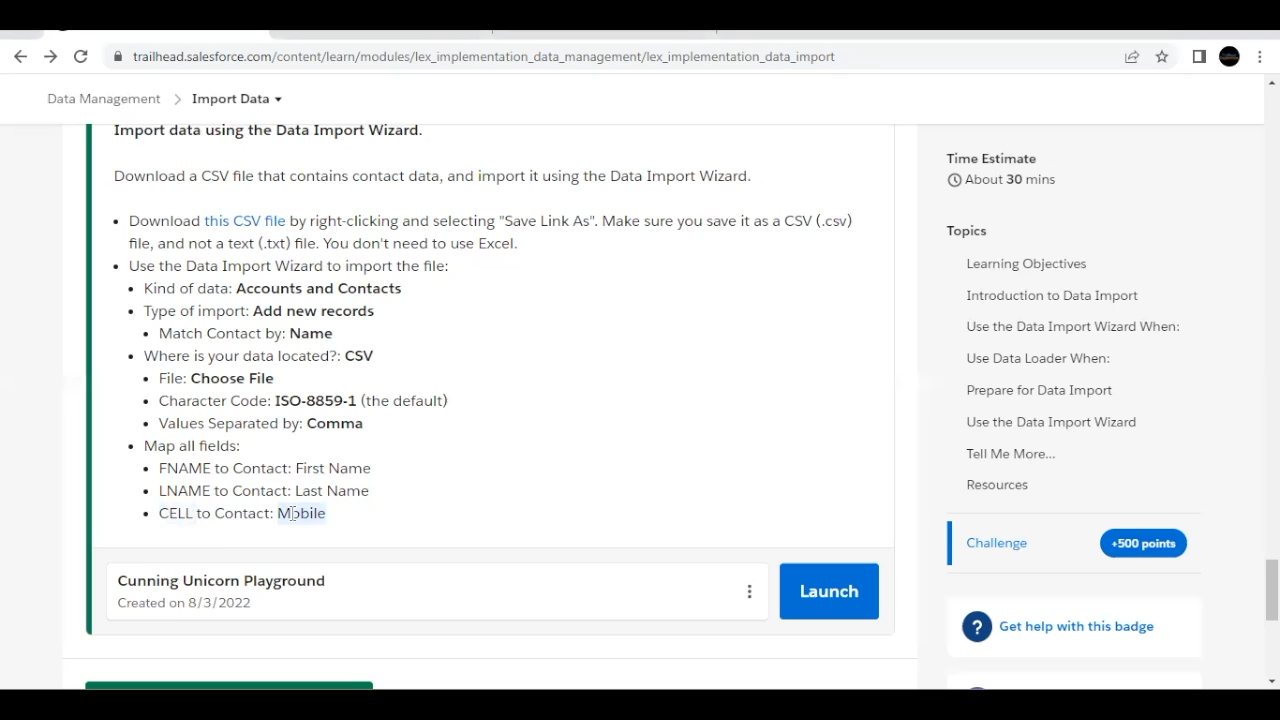 trailhead.salesforce.com/content/learn/modules/lex_implementation_data_management/lex_implementation_data_import
Data Management > Import Data
Import data using the Data Import Wizard.
Download a CSV file that contains contact data, and import it using the Data Import Wizard.
• Download this CSV file by right-clicking and selecting "Save Link As". Make sure you save it as a CSV (.csv)
file, and not a text (.txt) file. You don't need to use Excel.
• Use the Data Import Wizard to import the file:
• Kind of data: Accounts and Contacts
• Type of import: Add new records
• Match Contact by: Name
• Where is your data located?: CSV
• File: Choose File
• Character Code: ISO-8859-1 (the default)
• Values Separated by: Comma
• Map all fields:
• FNAME to Contact: First Name
• LNAME to Contact: Last Name
• CELL to Contact: Mobile
Cunning Unicorn Playground
Created on 8/3/2022
Launch
Time Estimate
About 30 mins
Topics
Learning Objectives
Introduction to Data Import
Use the Data Import Wizard When:
Use Data Loader When:
Prepare for Data Import
Use the Data Import Wizard
Tell Me More...
Resources
Challenge
+500 points
? Get help with this badge